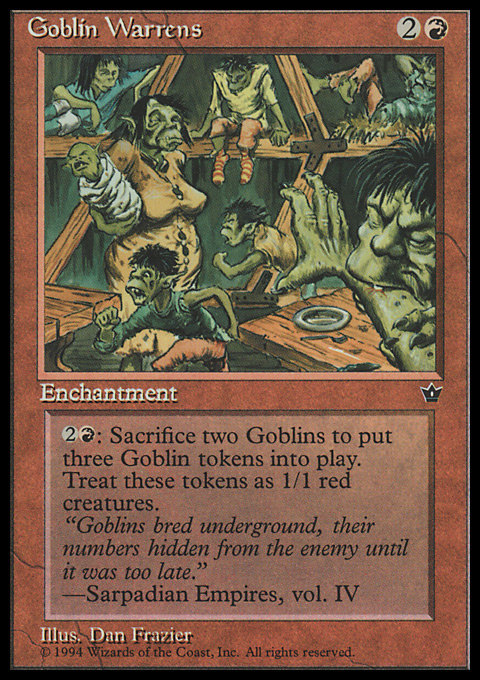 Goblin Warrens 2
Enchantment
2: Sacrifice two Goblins to put
three Goblin tokens into play.
Treat these tokens as 1/1 red
creatures.
“Goblins bred underground, their
numbers hidden from the enemy until
it was too late.”
—Sarpadian Empires, vol. IV
Illus. Dan Frazier
© 1994 Wizards of the Coast, Inc. All rights reserved.